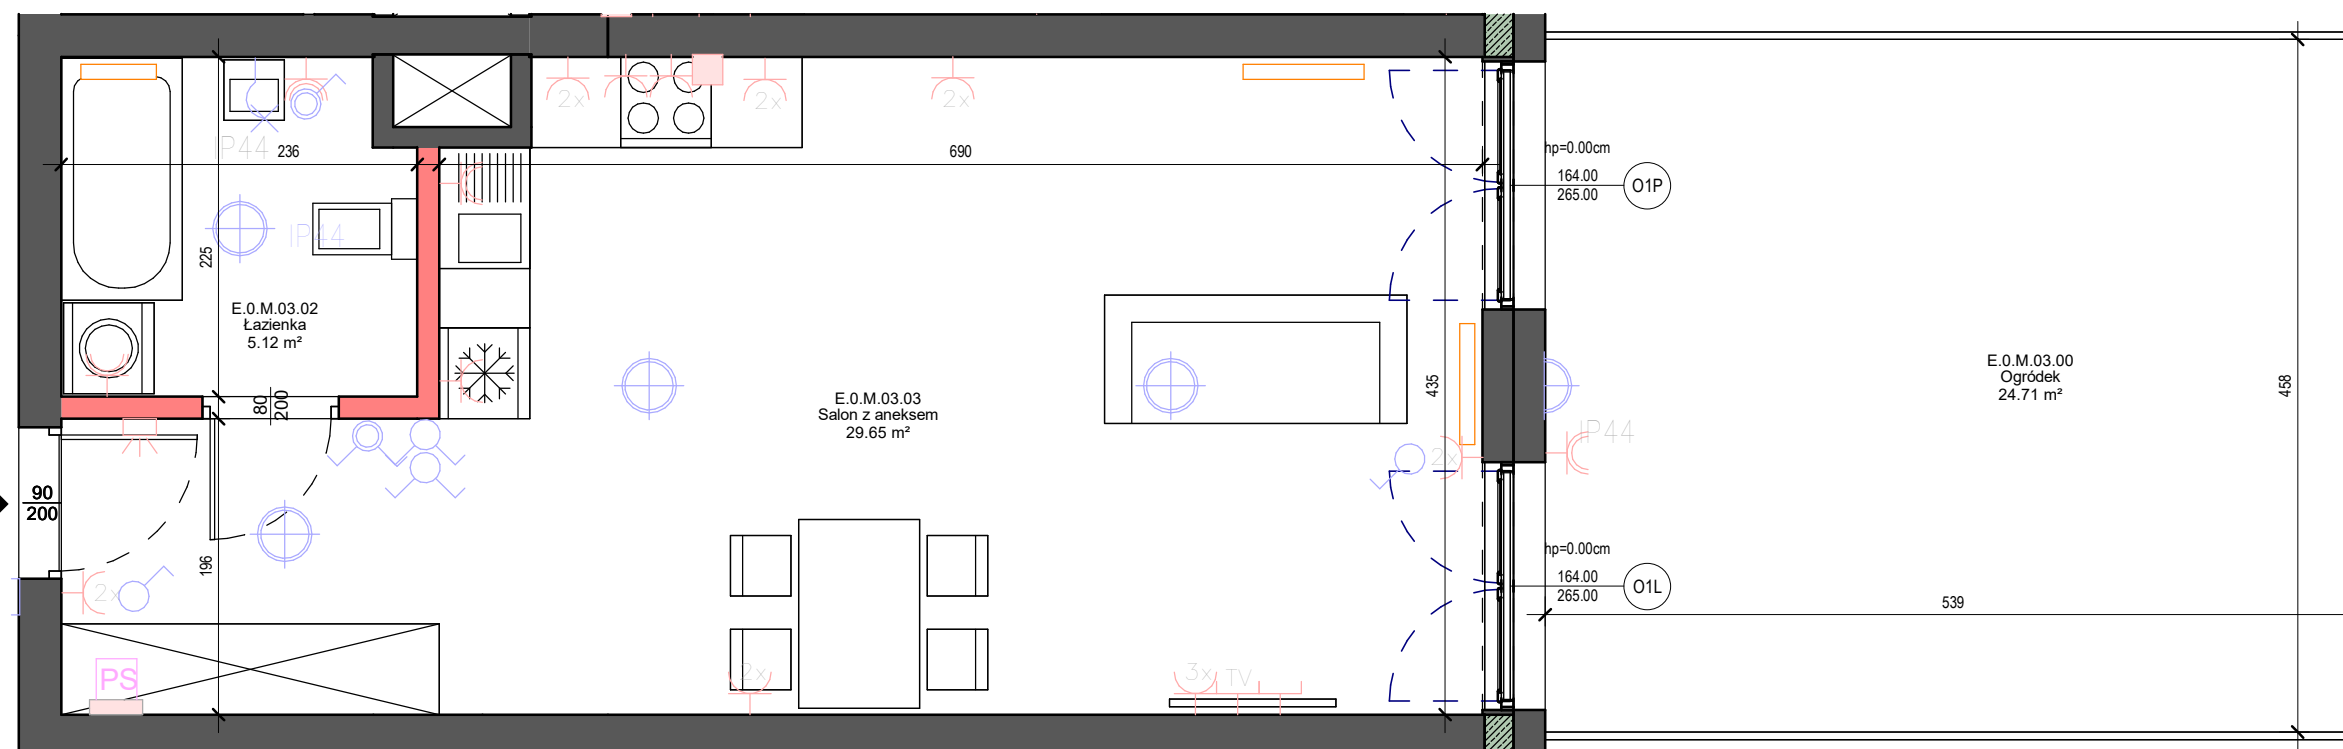 2x
2x
2x
IP44
236
690
hp=0.00cm
164.00
265.00
O1P
225
IP44
E.0.M.03.02
Łazienka
5.12 m²
80
200
E.0.M.03.03
Salon z aneksem
29.65 m²
435
E.0.M.03.00
Ogródek
24.71 m²
458
2x
IP44
90
200
196
2x
hp=0.00cm
164.00
265.00
O1L
539
PS
2x
3x
TV